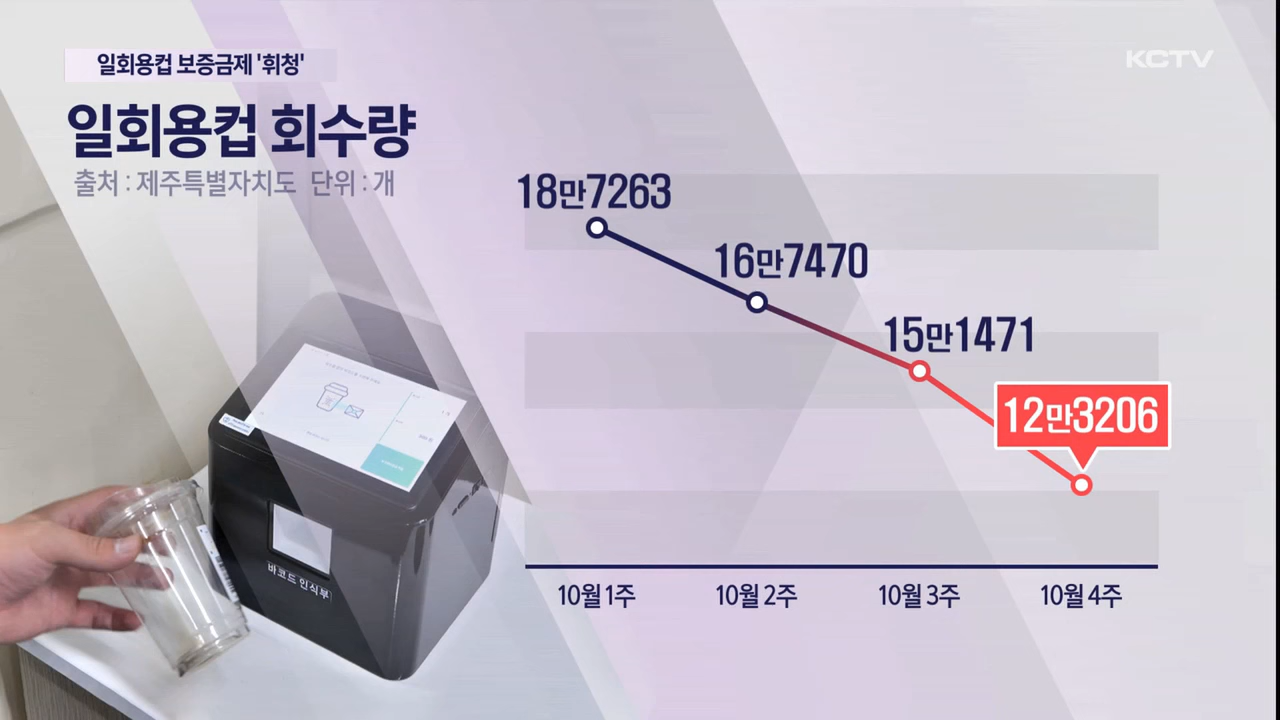 일회용컵 보증금제 '휘청'
KCTV
일회용컵 회수량
출처 : 제주특별자치도 단위 : 개
18만7263
16만7470
15만1471
12만3206
10월 1주
10월 2주
10월 3주
10월 4주
바코드 인식부